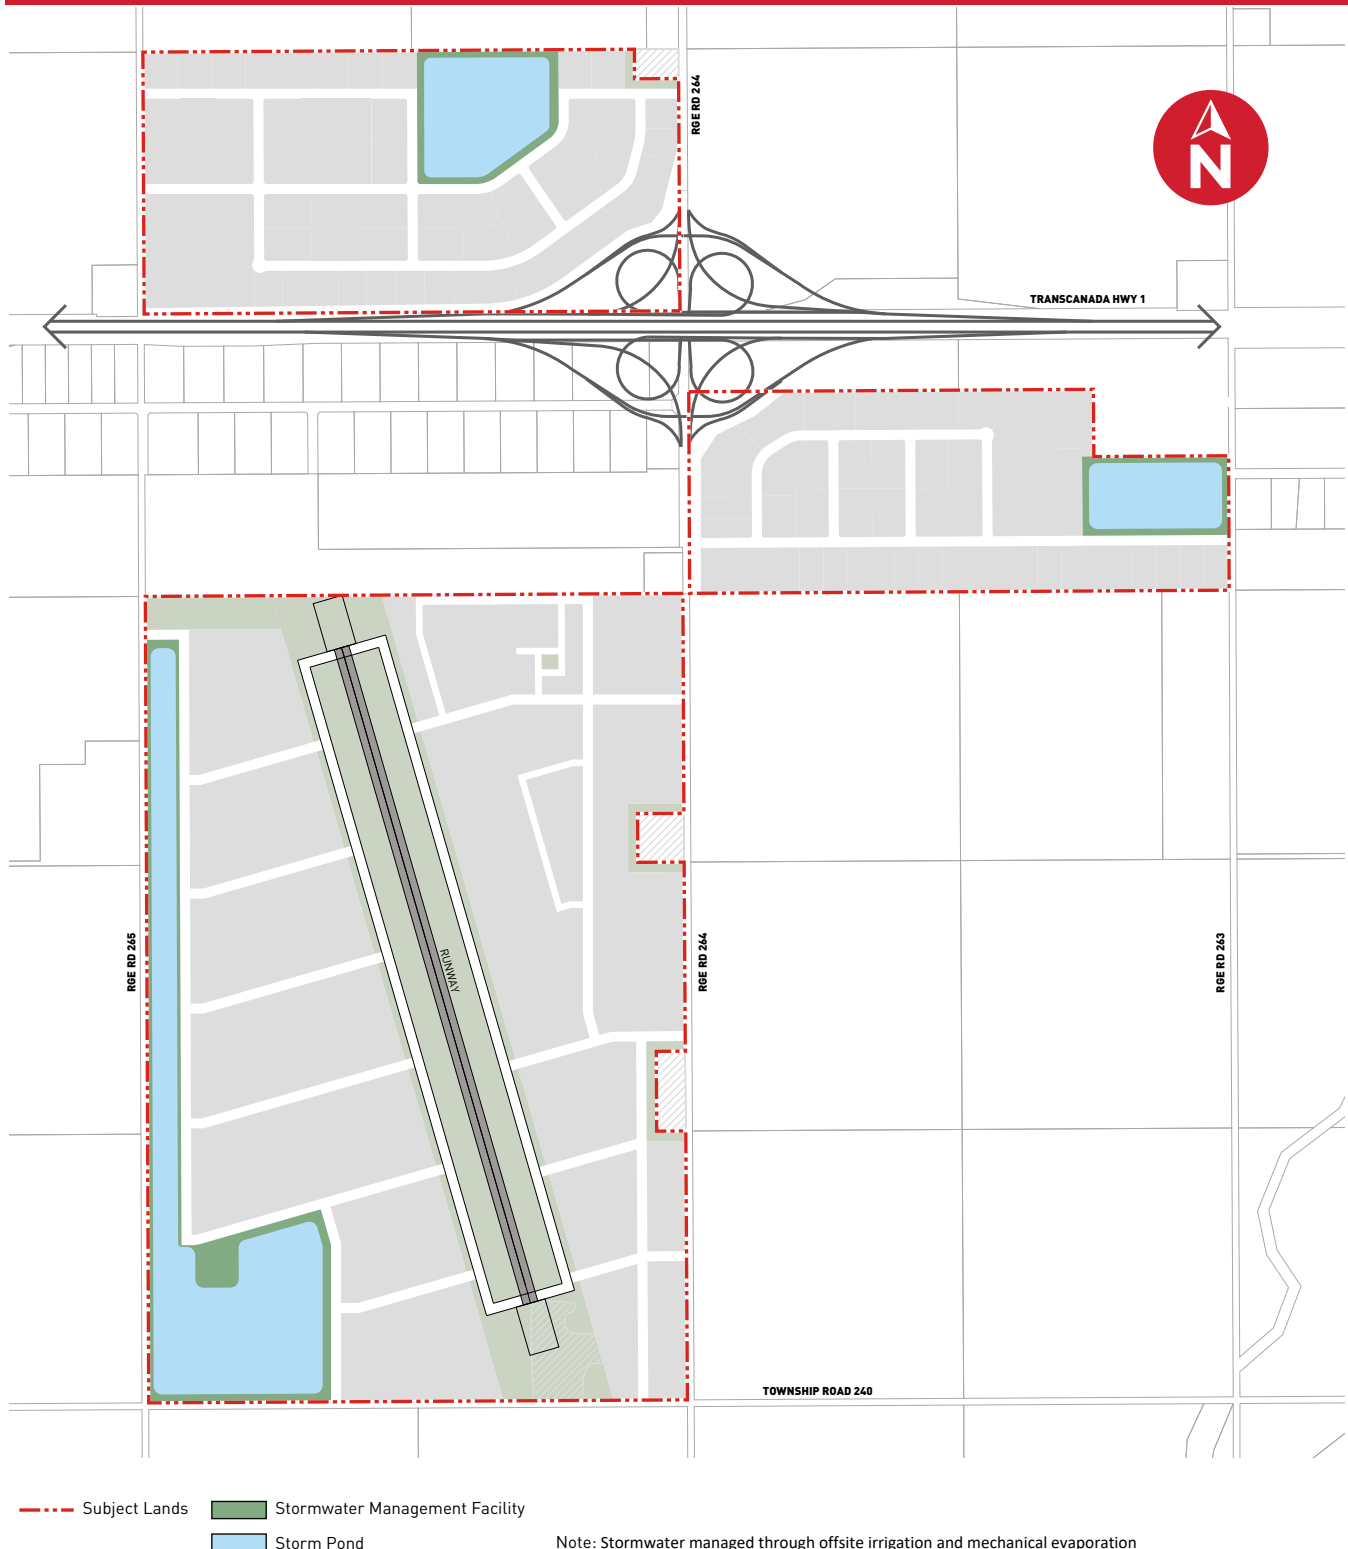 RGE RD 264
N
TRANSCANADA HWY 1
RUNWAY
RGE RD 265
RGE RD 264
RGE RD 263
TOWNSHIP ROAD 240
Subject Lands
Stormwater Management Facility
Storm Pond
Note: Stormwater managed through offsite irrigation and mechanical evaporation